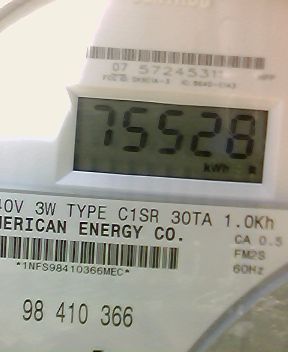 07 5724531
75528
kWh
40V 3W TYPE C1SR 30TA 1.0Kh
MERICAN ENERGY CO.
CA 0.5
FM2S
60Hz
*1NFS98410366MEC*
98 410 366